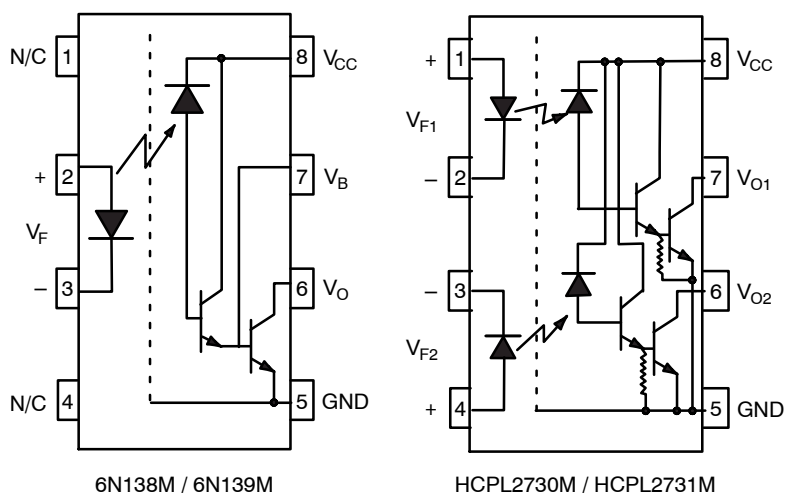 N/C 1
8 VCC
+ 2
7 VB
VF
– 3
6 VO
N/C 4
5 GND
6N138M / 6N139M
+ 1
8 VCC
VF1
– 2
7 VO1
– 3
6 VO2
VF2
+ 4
5 GND
HCPL2730M / HCPL2731M